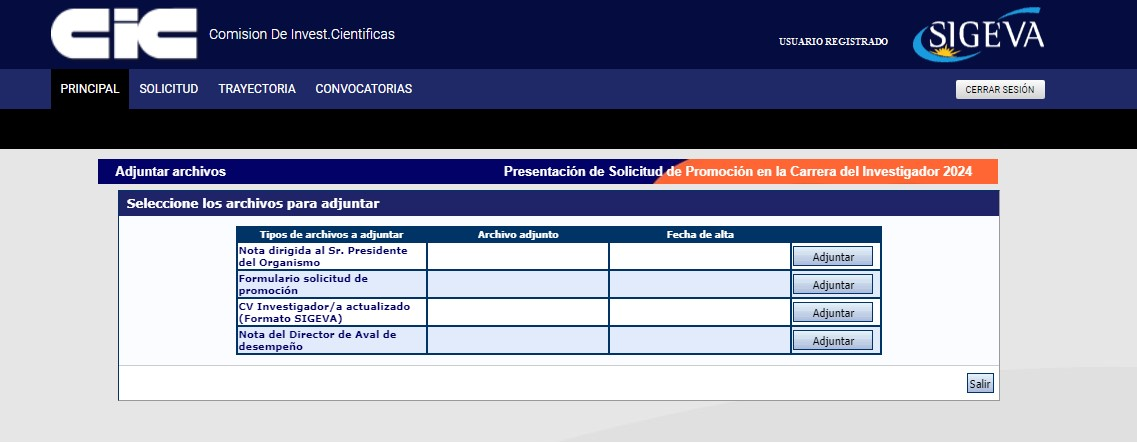 CIC
Comision De Invest.Cientificas
USUARIO REGISTRADO
SIGEVA
PRINCIPAL SOLICITUD TRAYECTORIA CONVOCATORIAS
CERRAR SESIÓN
Adjuntar archivos
Presentación de Solicitud de Promoción en la Carrera del Investigador 2024
Seleccione los archivos para adjuntar
Tipos de archivos a adjuntar Archivo adjunto Fecha de alta
Nota dirigida al Sr. Presidente
del Organismo
Adjuntar
Formulario solicitud de
promoción
Adjuntar
CV Investigador/a actualizado
(Formato SIGEVA)
Adjuntar
Nota del Director de Aval de
desempeño
Adjuntar
Salir